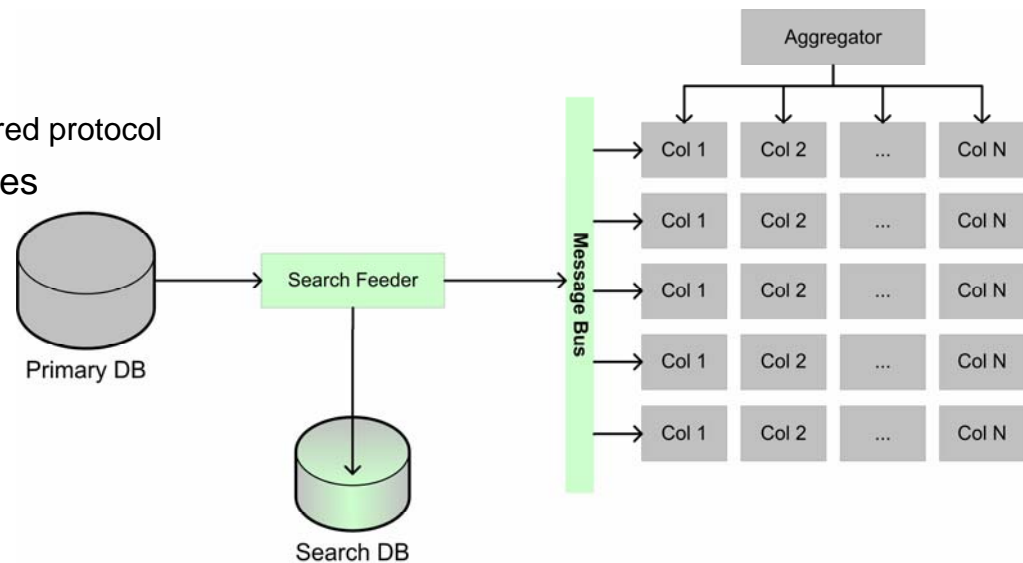 Aggregator
red protocol
es
Col 1 Col 2 ... Col N
Col 1 Col 2 ... Col N
Search Feeder
Message Bus
Col 1 Col 2 ... Col N
Primary DB
Col 1 Col 2 ... Col N
Col 1 Col 2 ... Col N
Search DB